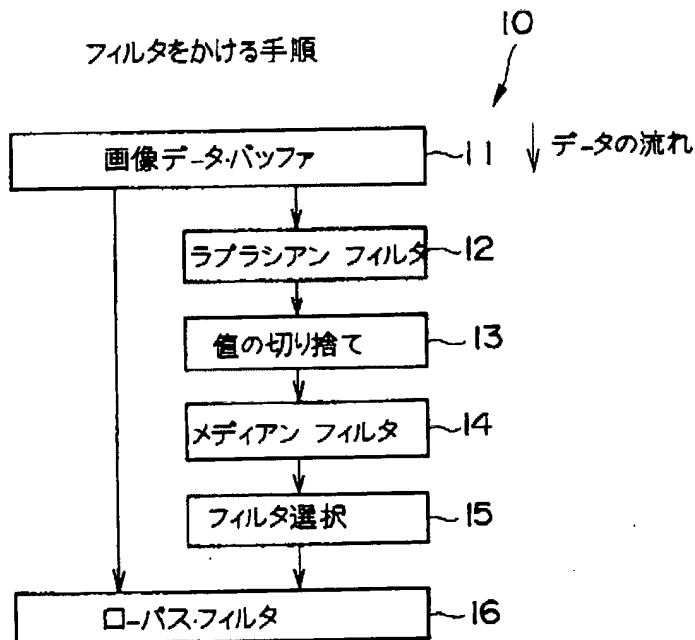 10
フィルタをかける手順
データの流れ
画像データ・バッファ 11
ラプラシアン フィルタ 12
値の切り捨て 13
メディアン フィルタ 14
フィルタ選択 15
ローパス・フィルタ 16